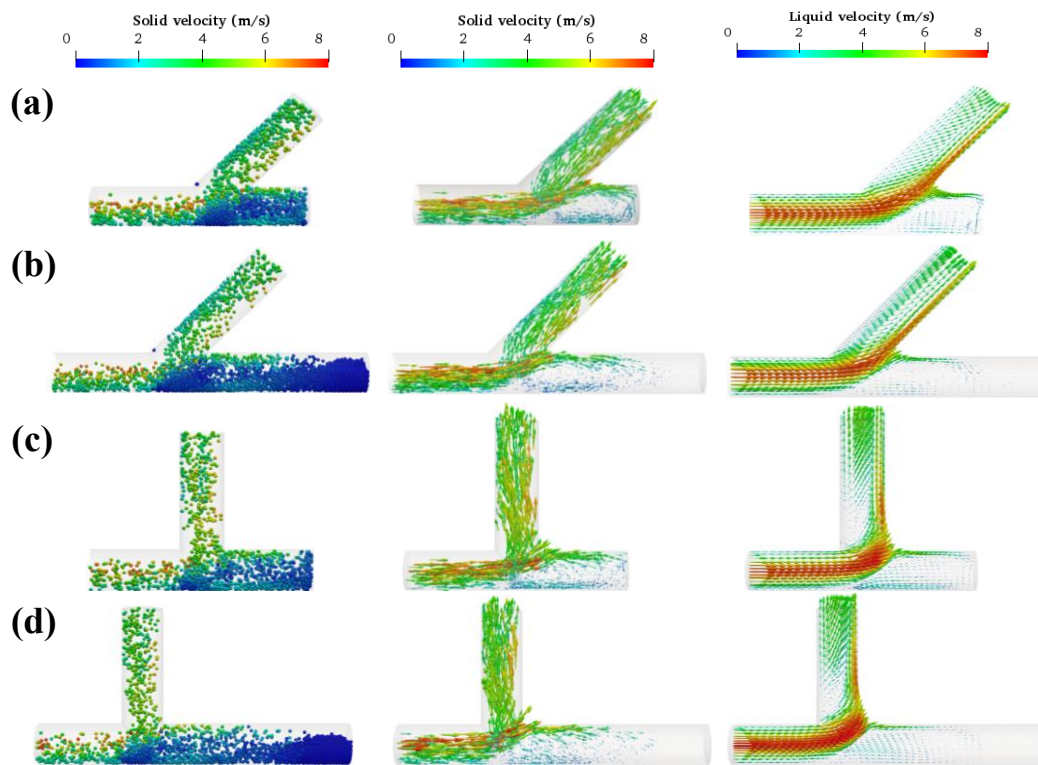 Solid velocity (m/s) Solid velocity (m/s) Liquid velocity (m/s)
0 2 4 6 8 0 2 4 6 8 0 2 4 6 8
(a)
(b)
(c)
(d)